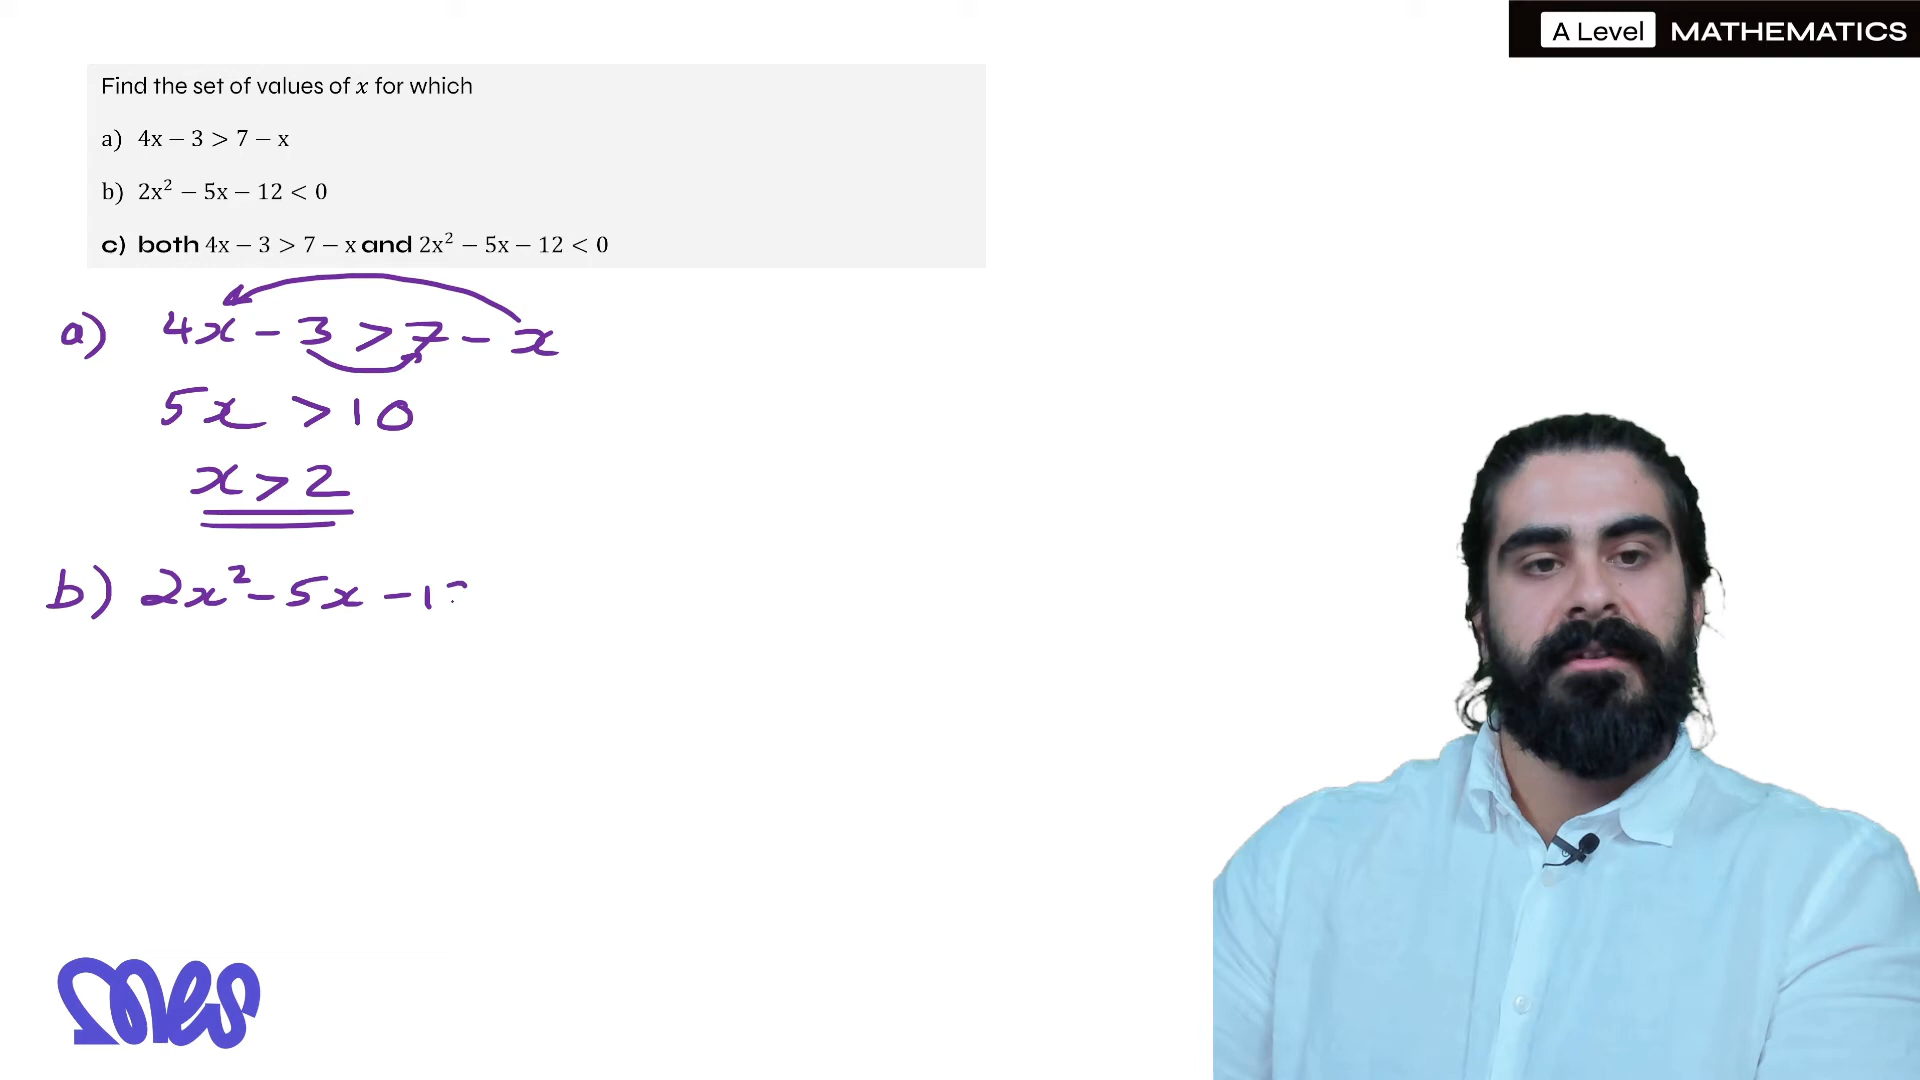 A Level MATHEMATICS
Find the set of values of x for which
a) 4x − 3 > 7 − x
b) 2x² − 5x − 12 < 0
c) both 4x − 3 > 7 − x and 2x² − 5x − 12 < 0
a) 4x − 3 > 7 − x
5x > 10
x > 2
b) 2x² − 5x − 1
mes